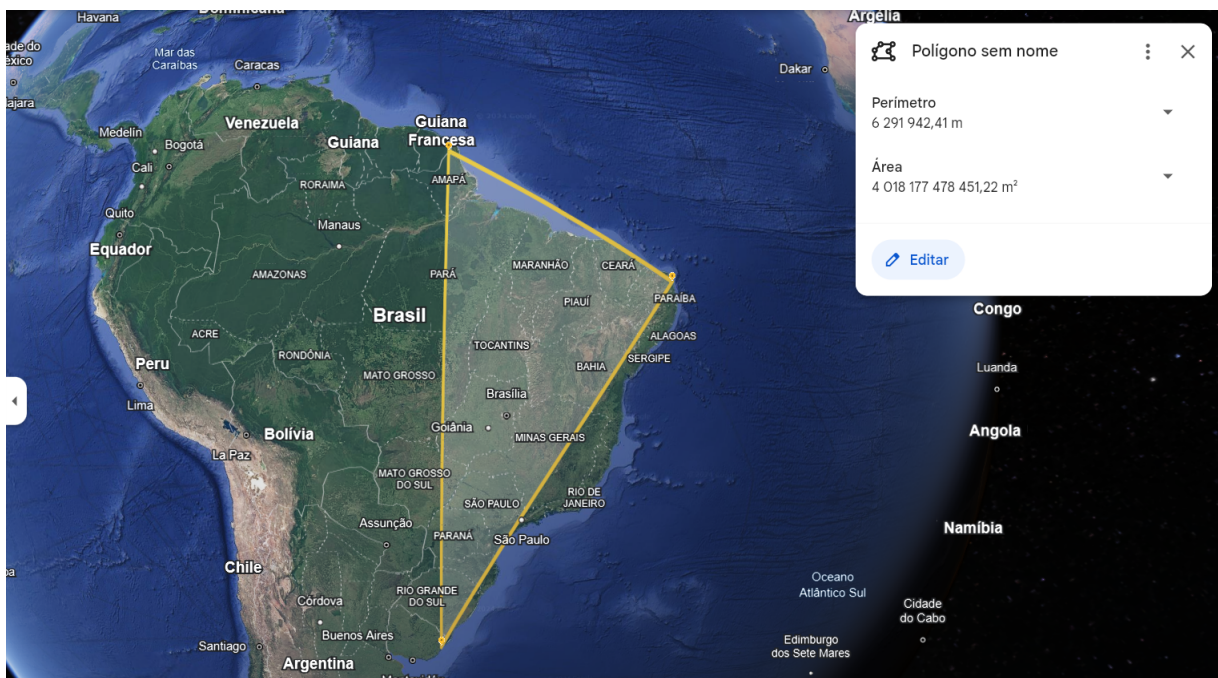 Havana
Dominicana
Argélia
Mar das
Caraíbas
Caracas
Dakar
Polígono sem nome
Perímetro
6 291 942,41 m
Área
4 018 177 478 451,22 m²
Editar
Medellín
Venezuela
Guiana
Guiana
Francesa
Bogotá
Cali
RORAIMA
AMAPÁ
Quito
Manaus
Equador
AMAZONAS
PARÁ
MARANHÃO
CEARÁ
PIAUÍ
PARAÍBA
Brasil
Congo
ACRE
TOCANTINS
ALAGOAS
RONDÔNIA
SERGIPE
Peru
MATO GROSSO
BAHIA
Luanda
Lima
Brasília
Bolívia
Goiânia
MINAS GERAIS
Angola
La Paz
MATO GROSSO
DO SUL
SÃO PAULO
RIO DE
JANEIRO
Assunção
PARANÁ
São Paulo
Namíbia
Chile
Oceano
Atlântico Sul
RIO GRANDE
DO SUL
Córdova
Cidade
do Cabo
Buenos Aires
Santiago
Edimburgo
dos Sete Mares
Argentina